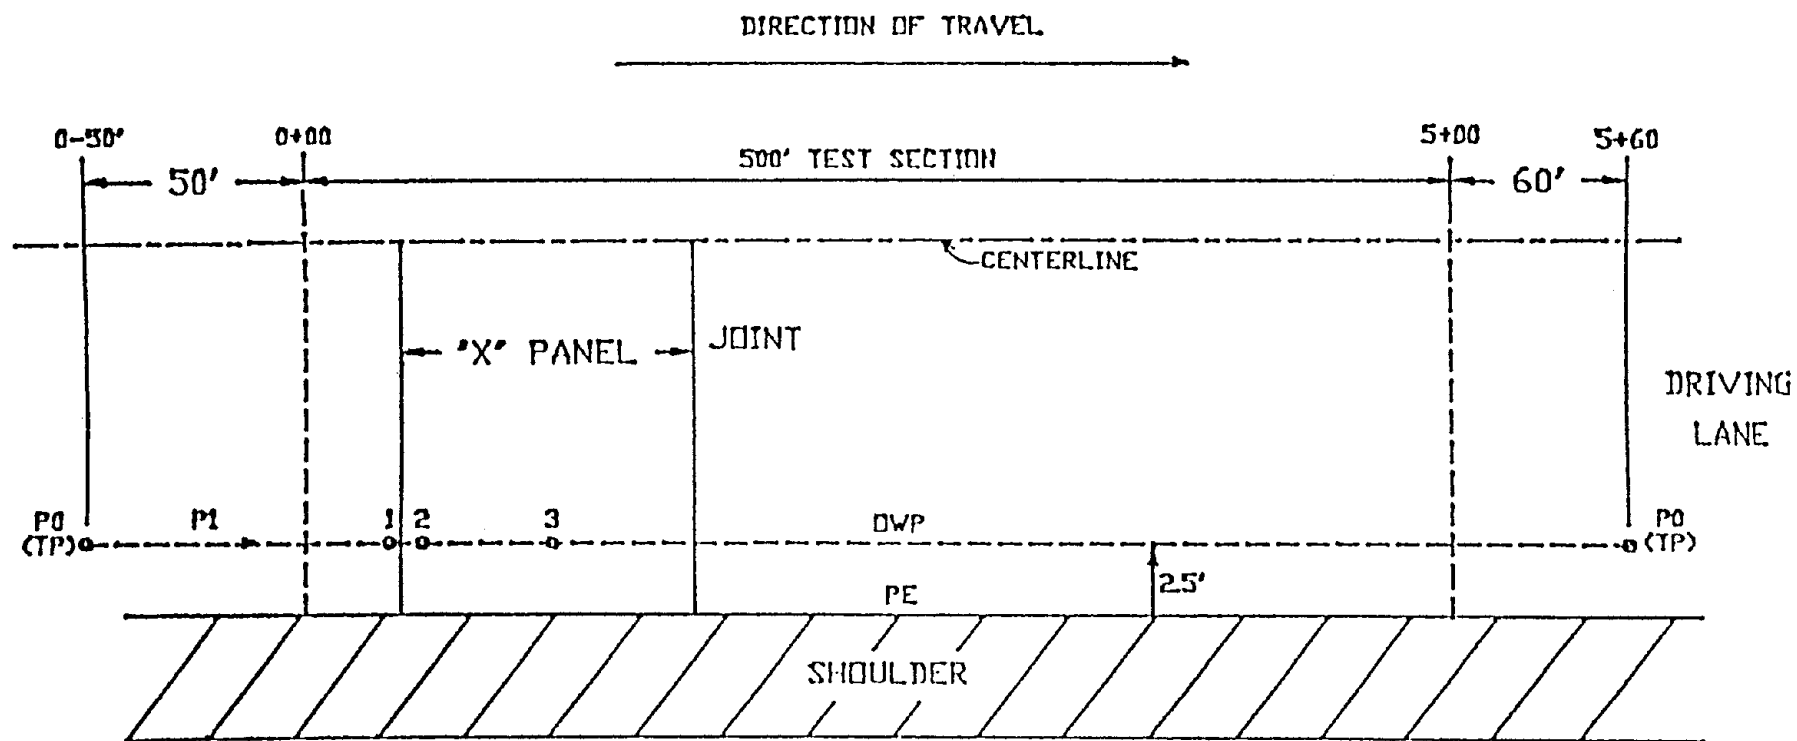 DIRECTION OF TRAVEL
0-50'
0+00
5+00
5+60
50'
500' TEST SECTION
60'
CENTERLINE
"X" PANEL
JOINT
DRIVING
LANE
P0
(TP)
P1
1
2
3
OWP
P0
(TP)
2.5'
PE
SHOULDER